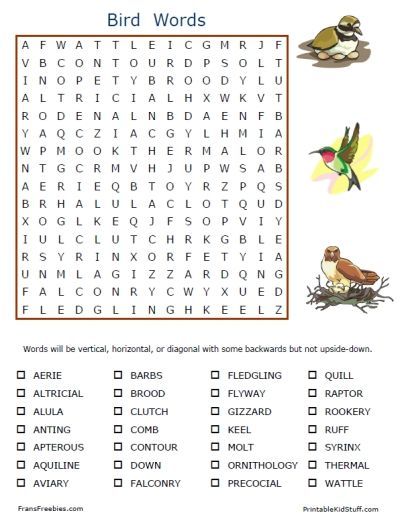 Bird Words
A F W A T T L E I C G M R J F
V B C O N T O U R D P S O L T
I N O P E T Y B R O O D Y L U
A L T R I C I A L H X W K V T
R O D E N A L N B D A E N F B
Y A Q C Z I A C G Y L H M I A
W P M O O K T H E R M A L O R
N T G C R M V H J U P W S A B
A E R I E Q B T O Y R Z P Q S
B R H A L U L A C L O T Q U D
X O G L K E Q J F S O P V I Y
I U L C L U T C H R K G B L E
R S Y R I N X O R F E T Y I A
U N M L A G I Z Z A R D Q N G
F A L C O N R Y C W Y X U E D
F L E D G L I N G H K E E L Z
Words will be vertical, horizontal, or diagonal with some backwards but not upside-down.
AERIE BARBS FLEDGLING QUILL
ALTRICIAL BROOD FLYWAY RAPTOR
ALULA CLUTCH GIZZARD ROOKERY
ANTING COMB KEEL RUFF
APTEROUS CONTOUR MOLT SYRINX
AQUILINE DOWN ORNITHOLOGY THERMAL
AVIARY FALCONRY PRECOCIAL WATTLE
FransFreebies.com PrintableKidStuff.com